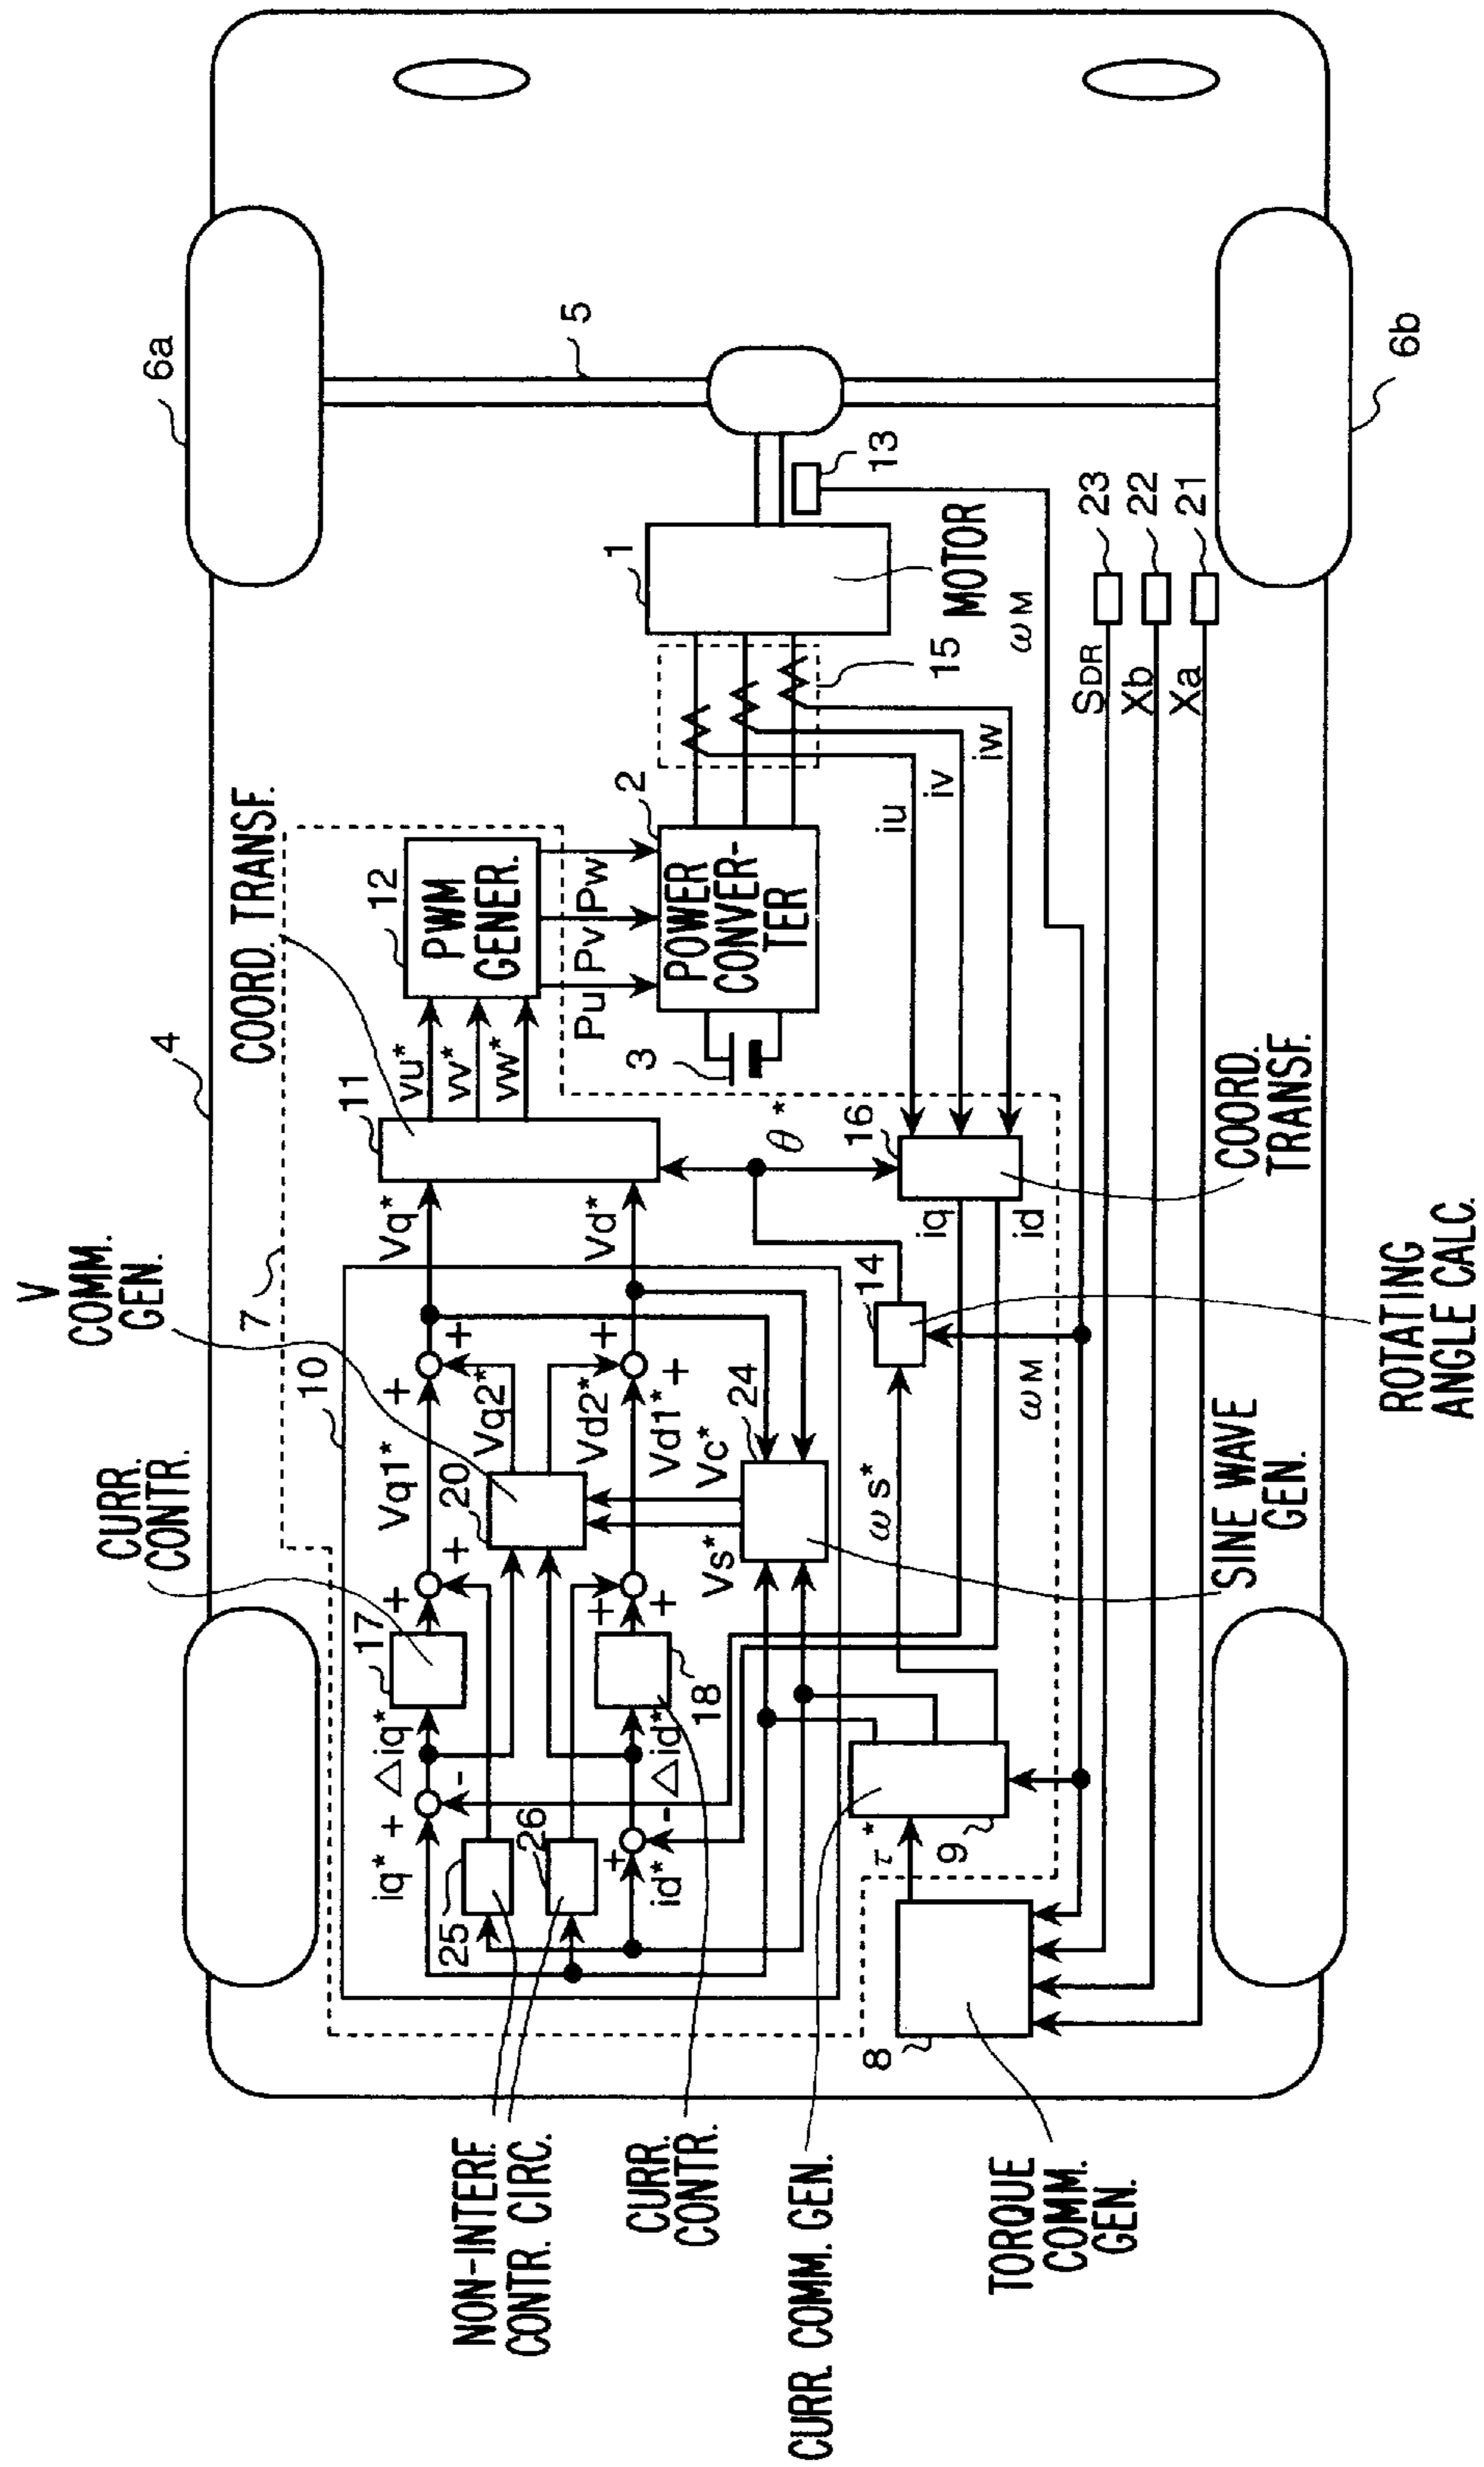 6a
5
6b
13
23
22
21
1
MOTOR
ωM
SDR
Xb
Xa
15
iu
iv
iw
2
POWER
CONVER-
TER
3
12
PWM
GENER.
Pu
Pv
Pw
COORD. TRANSF.
4
11
vu*
vv*
vw*
θ*
16
COORD.
TRANSF.
iq
id
Vq*
Vd*
V
COMM.
GEN.
7
10
14
ROTATING
ANGLE CALC.
ωM
+
+
+
+
Vq2*
Vd2*
Vq1*
Vd1*
20
24
Vc*
Vs*
ωs*
SINE WAVE
GEN.
CURR.
CONTR.
+
+
+
+
17
18
△iq*
△id*
+
-
+
-
iq*
id*
25
26
τ*
9
8
NON-INTERF.
CONTR. CIRC.
CURR.
CONTR.
CURR. COMM. GEN.
TORQUE
COMM.
GEN.